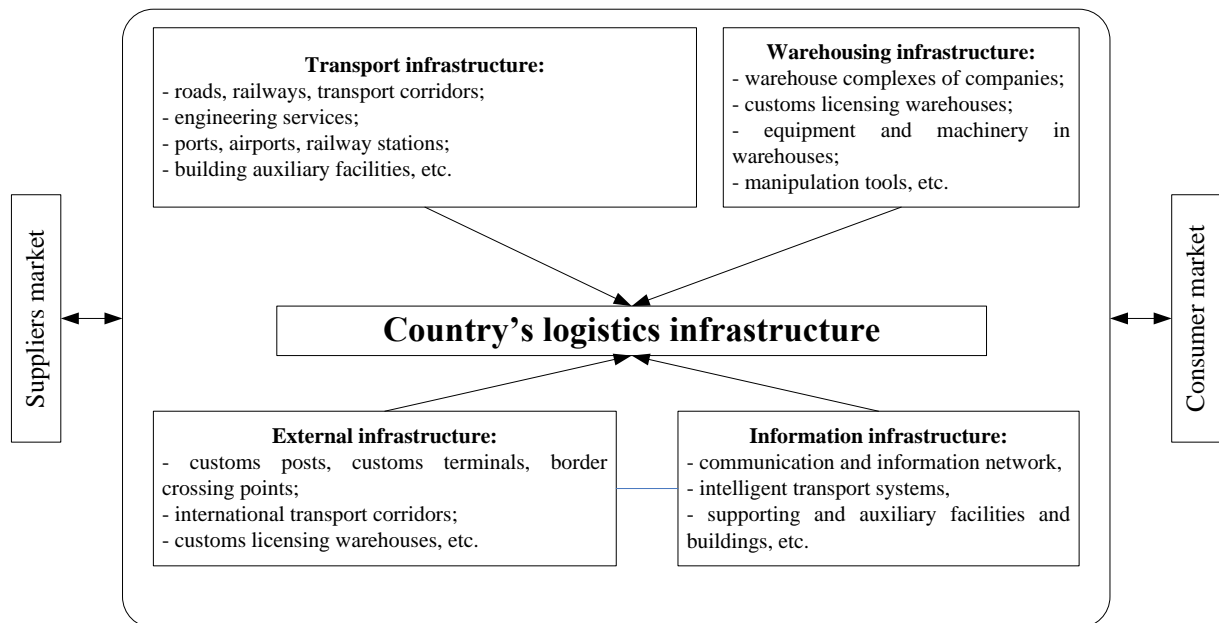 Transport infrastructure:
- roads, railways, transport corridors;
- engineering services;
- ports, airports, railway stations;
- building auxiliary facilities, etc.
Warehousing infrastructure:
- warehouse complexes of companies;
- customs licensing warehouses;
- equipment and machinery in
warehouses;
- manipulation tools, etc.
Suppliers market
Country's logistics infrastructure
Consumer market
External infrastructure:
- customs posts, customs terminals, border
crossing points;
- international transport corridors;
- customs licensing warehouses, etc.
Information infrastructure:
- communication and information network,
- intelligent transport systems,
- supporting and auxiliary facilities and
buildings, etc.